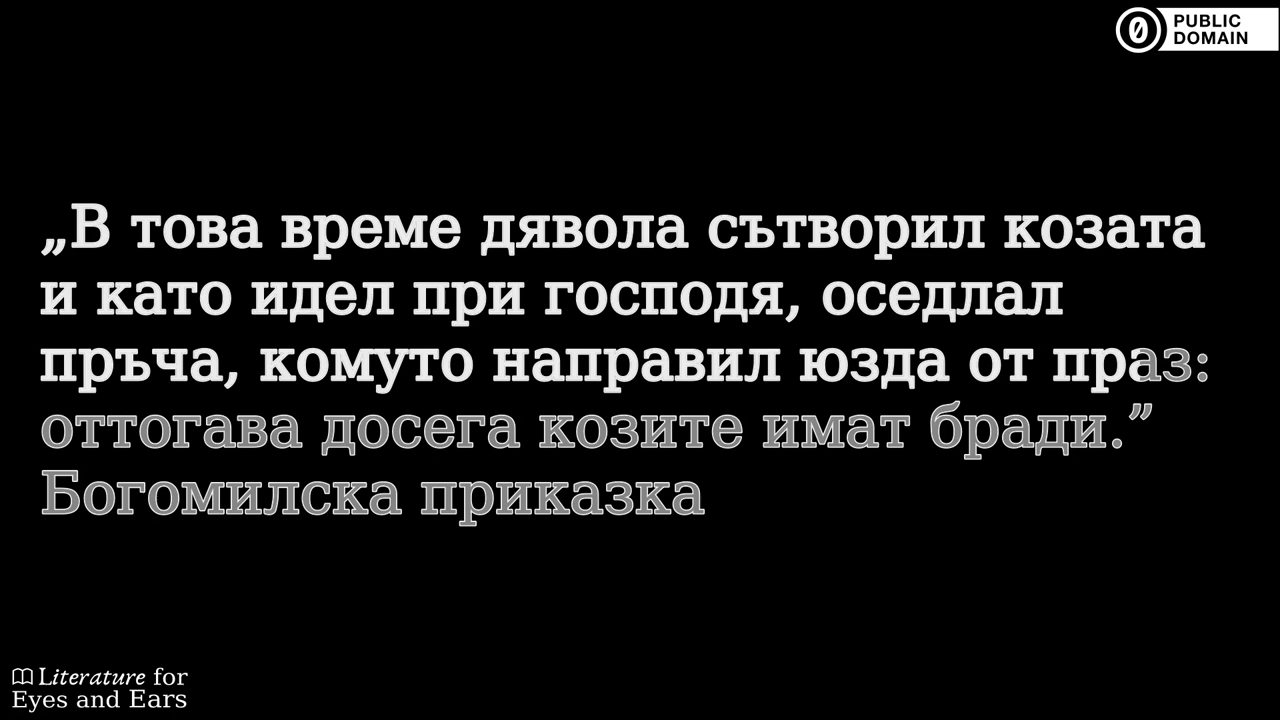 PUBLIC
DOMAIN
„В това време дявола сътворил козата
и като идел при господя, оседлал
пръча, комуто направил юзда от праз:
оттогава досега козите имат бради.”
Богомилска приказка
Literature for
Eyes and Ears